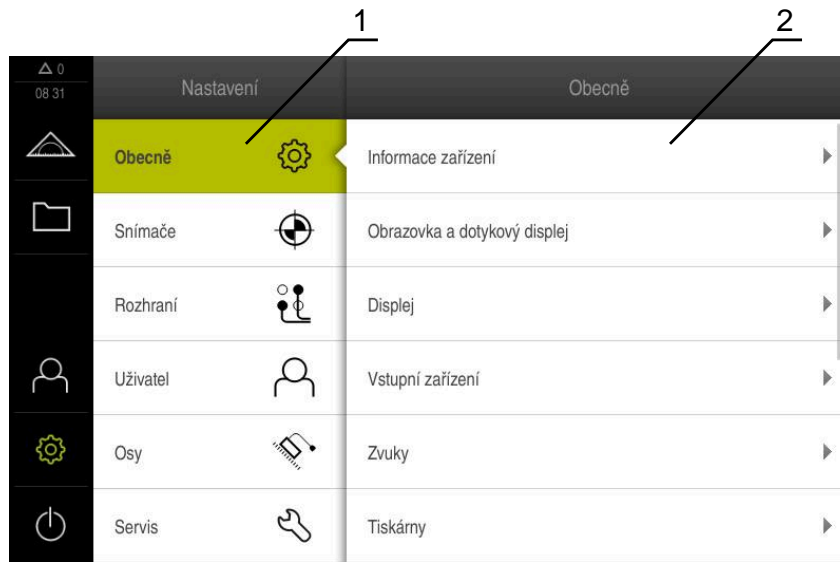 1
2
△ 0
08 31
Nastavení
Obecně
Obecně
Snímače
Rozhraní
Uživatel
Osy
Servis
Informace zařízení
Obrazovka a dotykový displej
Displej
Vstupní zařízení
Zvuky
Tiskárny